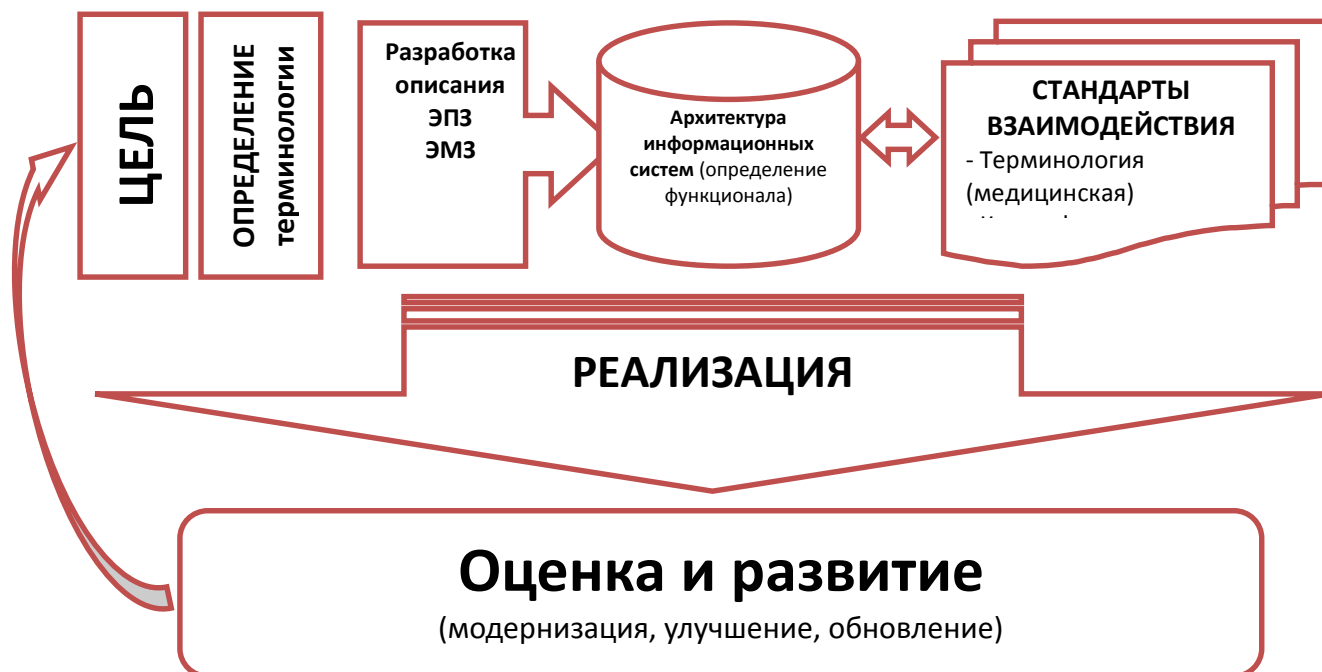 ЦЕЛЬ
ОПРЕДЕЛЕНИЕ
терминологии
Разработка
описания
ЭПЗ
ЭМЗ
Архитектура
информационных
систем (определение
функционала)
СТАНДАРТЫ
ВЗАИМОДЕЙСТВИЯ
- Терминология
(медицинская)
РЕАЛИЗАЦИЯ
Оценка и развитие
(модернизация, улучшение, обновление)